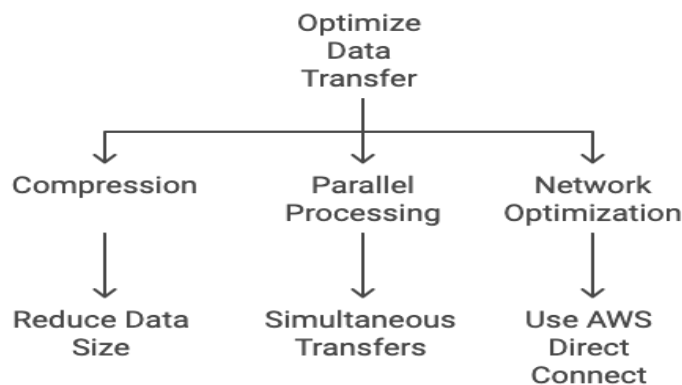 Optimize
Data
Transfer
Compression
Parallel
Processing
Network
Optimization
Reduce Data
Size
Simultaneous
Transfers
Use AWS
Direct
Connect